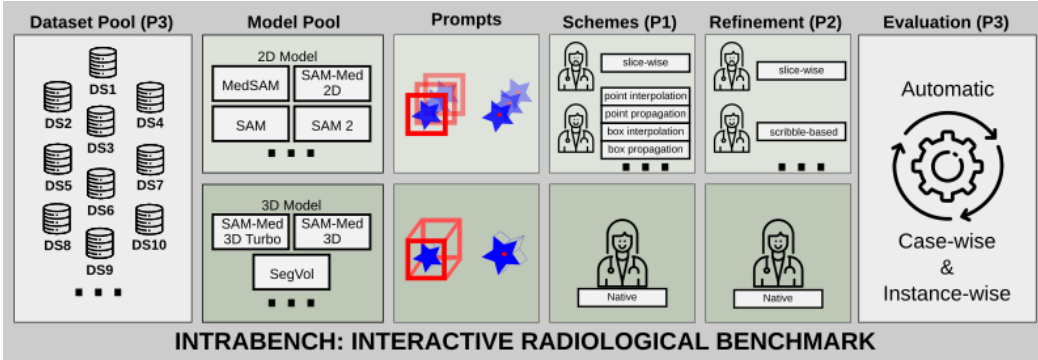 Dataset Pool (P3)
DS1
DS2
DS4
DS3
DS5
DS7
DS6
DS8
DS10
DS9
Model Pool
2D Model
MedSAM
SAM-Med
2D
SAM
SAM 2
3D Model
SAM-Med
3D Turbo
SAM-Med
3D
SegVol
Prompts
Schemes (P1)
slice-wise
point interpolation
point propagation
box interpolation
box propagation
Native
Refinement (P2)
slice-wise
scribble-based
Native
Evaluation (P3)
Automatic
Case-wise
&
Instance-wise
INTRABENCH: INTERACTIVE RADIOLOGICAL BENCHMARK